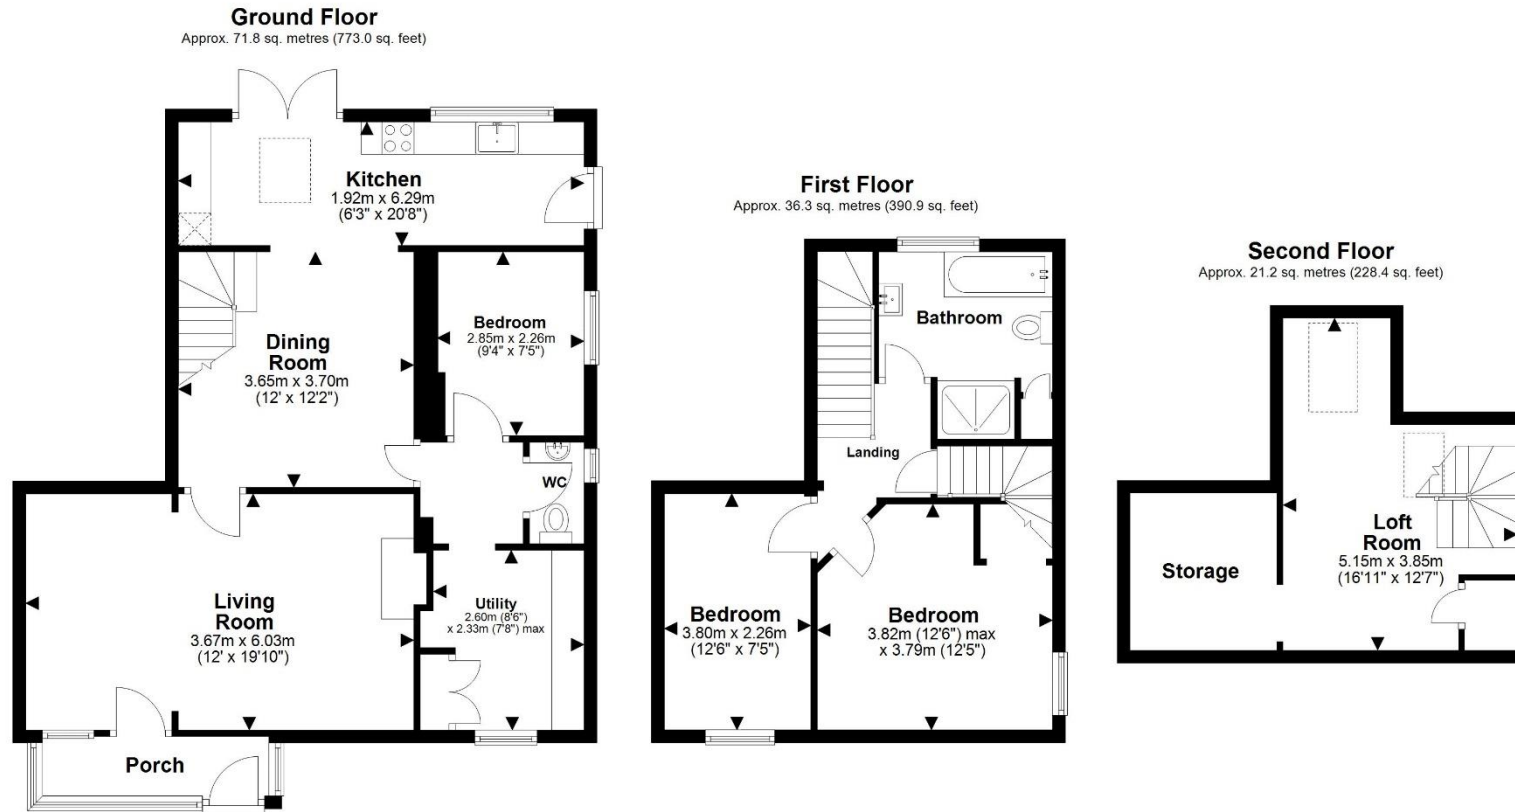 Ground Floor
Approx. 71.8 sq. metres (773.0 sq. feet)
Kitchen
1.92m x 6.29m
(6'3" x 20'8")
Bedroom
2.85m x 2.26m
(9'4" x 7'5")
Dining
Room
3.65m x 3.70m
(12' x 12'2")
WC
Living
Room
3.67m x 6.03m
(12' x 19'10")
Utility
2.60m (8'6")
x 2.33m (7'8") max
Porch
First Floor
Approx. 36.3 sq. metres (390.9 sq. feet)
Bathroom
Landing
Bedroom
3.80m x 2.26m
(12'6" x 7'5")
Bedroom
3.82m (12'6") max
x 3.79m (12'5")
Second Floor
Approx. 21.2 sq. metres (228.4 sq. feet)
Storage
Loft
Room
5.15m x 3.85m
(16'11" x 12'7")